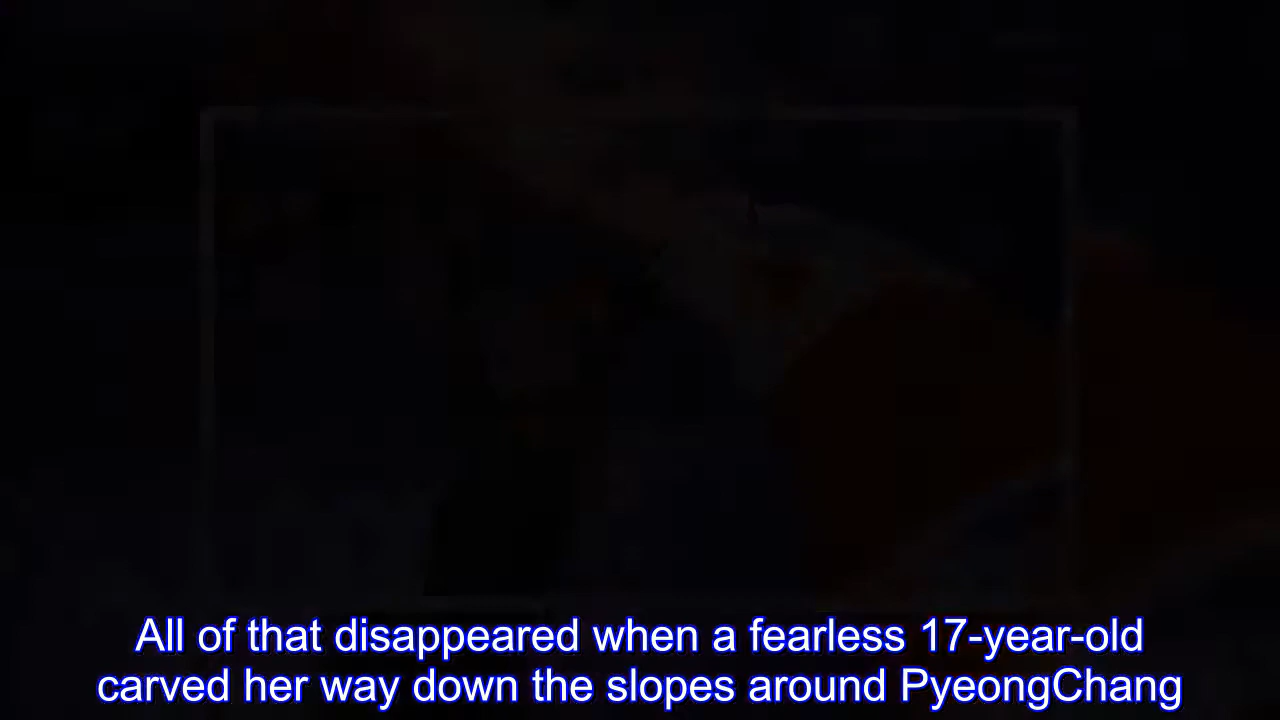 All of that disappeared when a fearless 17-year-old
carved her way down the slopes around PyeongChang